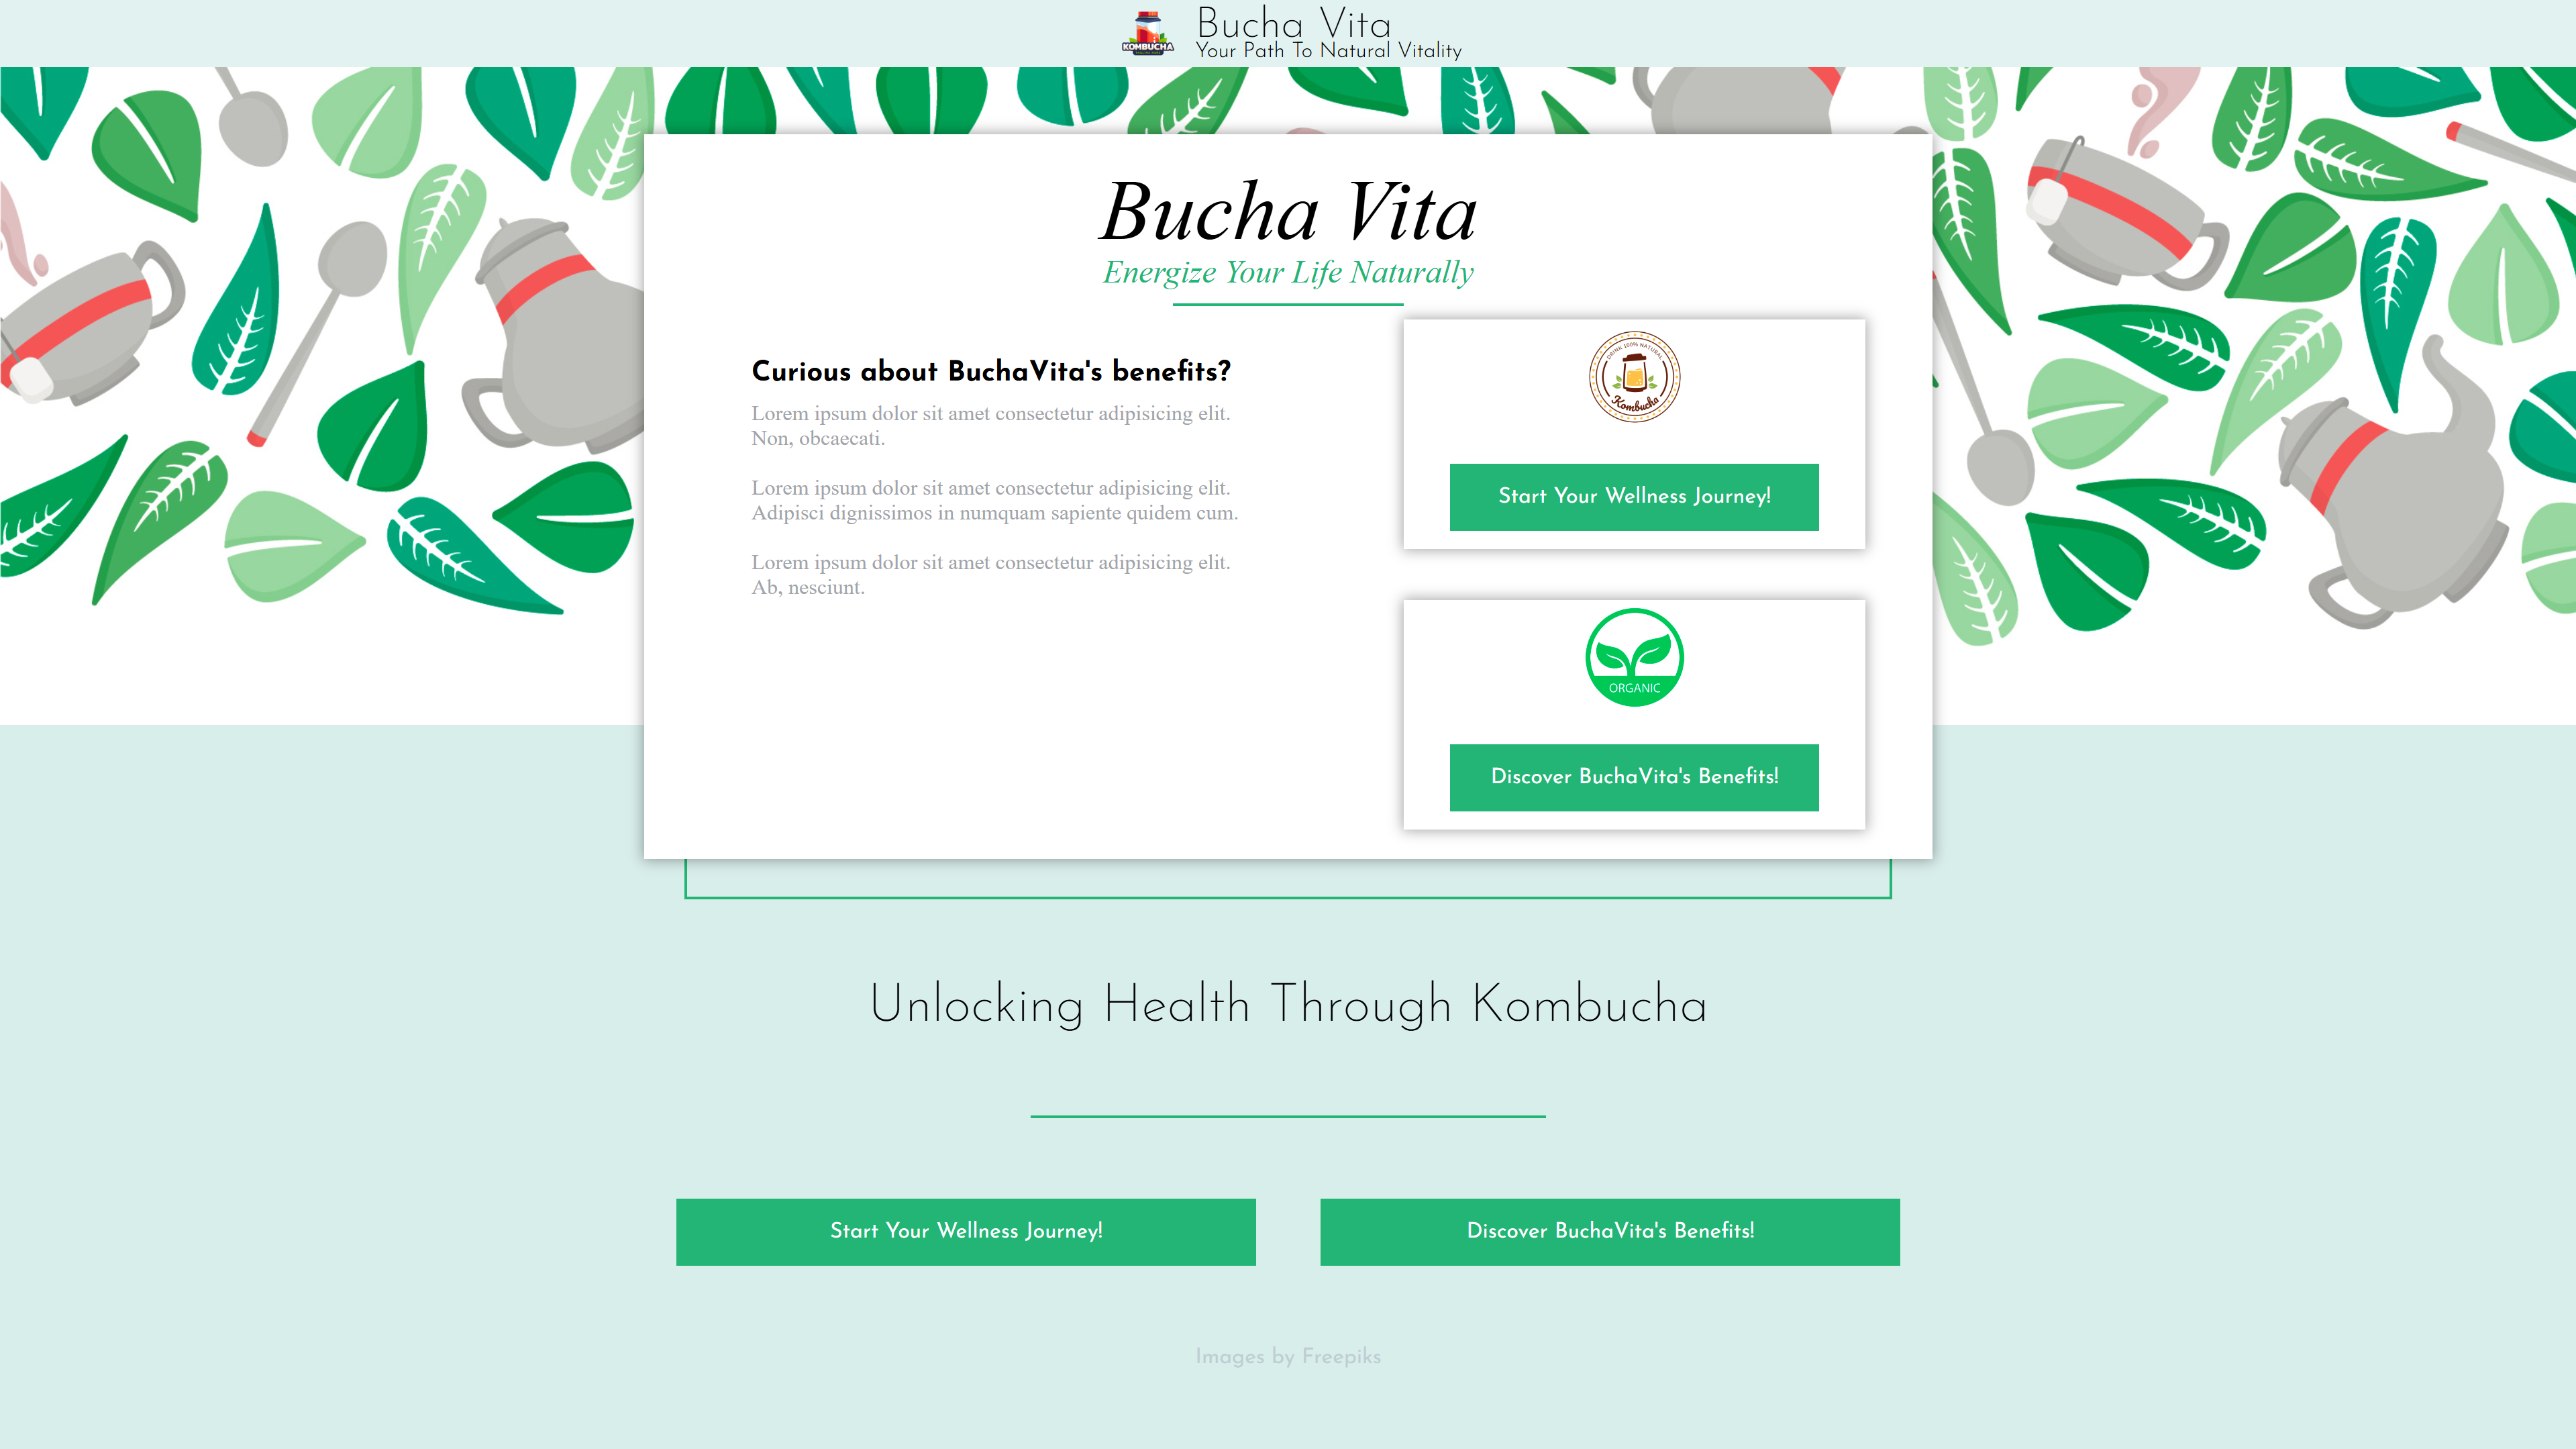 KOMBUCHA
Bucha Vita
Your Path To Natural Vitality
Bucha Vita
Energize Your Life Naturally
Curious about BuchaVita's benefits?
Lorem ipsum dolor sit amet consectetur adipisicing elit.
Non, obcaecati.
Lorem ipsum dolor sit amet consectetur adipisicing elit.
Adipisci dignissimos in numquam sapiente quidem cum.
Lorem ipsum dolor sit amet consectetur adipisicing elit.
Ab, nesciunt.
DRINK 100% NATURAL
Kombucha
Start Your Wellness Journey!
ORGANIC
Discover BuchaVita's Benefits!
Unlocking Health Through Kombucha
Start Your Wellness Journey!
Discover BuchaVita's Benefits!
Images by Freepiks